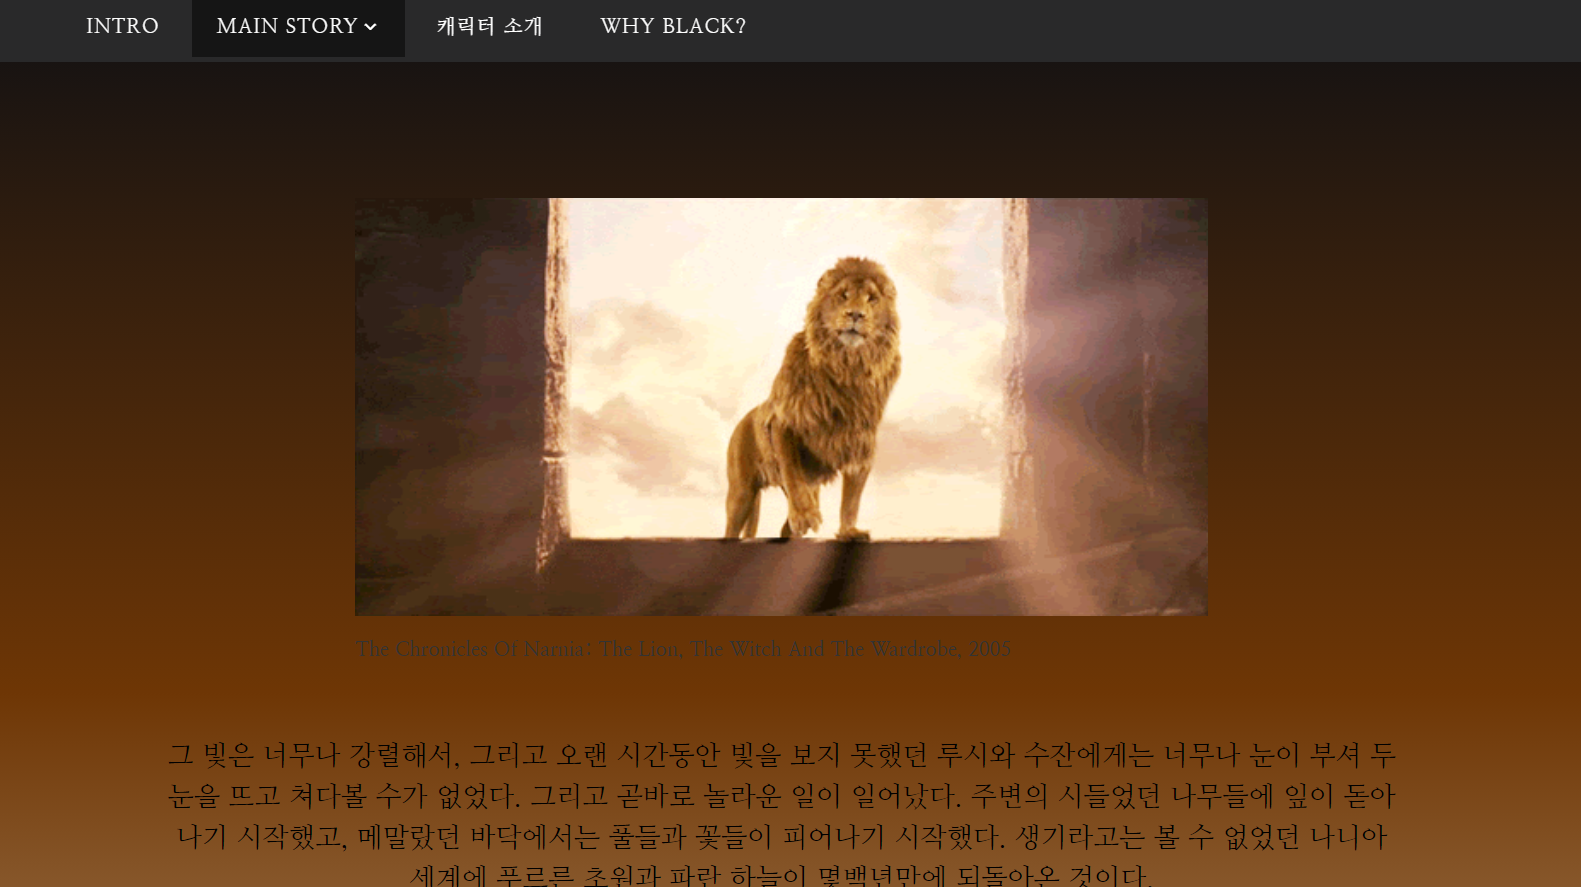 INTRO MAIN STORY 캐릭터 소개 WHY BLACK?
The Chronicles Of Narnia: The Lion, The Witch And The Wardrobe, 2005
그 빛은 너무나 강렬해서, 그리고 오랜 시간동안 빛을 보지 못했던 루시와 수잔에게는 너무나 눈이 부셔 두
눈을 뜨고 쳐다볼 수가 없었다. 그리고 곧바로 놀라운 일이 일어났다. 주변의 시들었던 나무들에 잎이 돋아
나기 시작했고, 메말랐던 바닥에서는 풀들과 꽃들이 피어나기 시작했다. 생기라고는 볼 수 없었던 나니아
세계에 푸르른 초원과 파란 하늘이 몇백년만에 되돌아온 것이다.